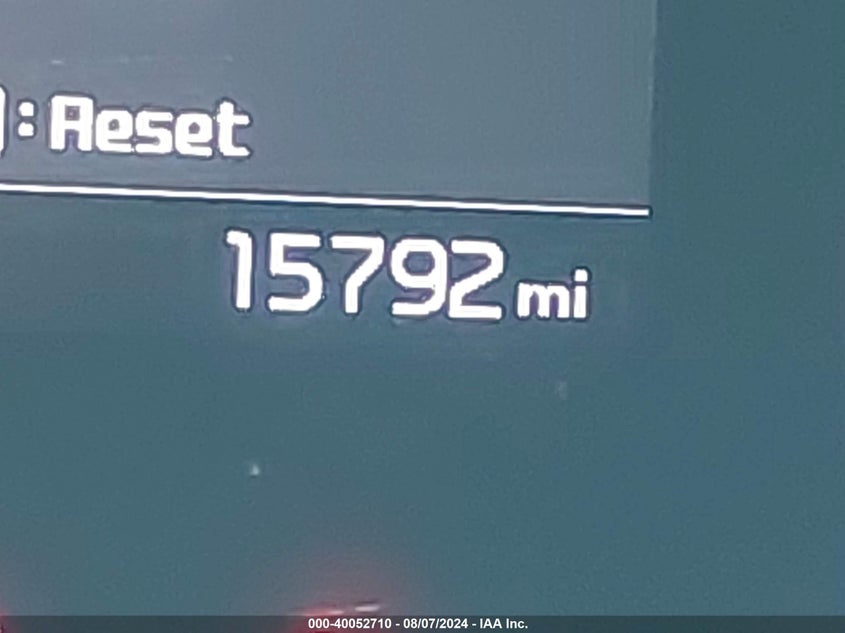 : Reset
15792 mi
000-40052710 - 08/07/2024 - IAA Inc.